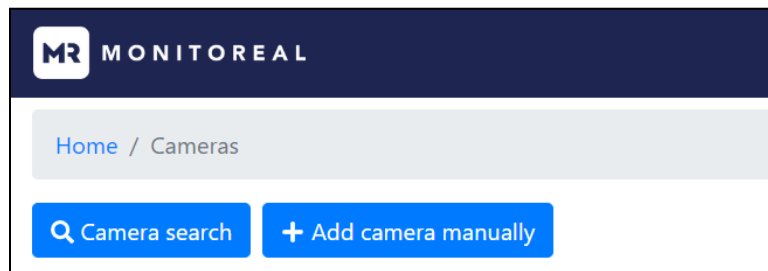 MR MONITOREAL
Home / Cameras
Camera search + Add camera manually